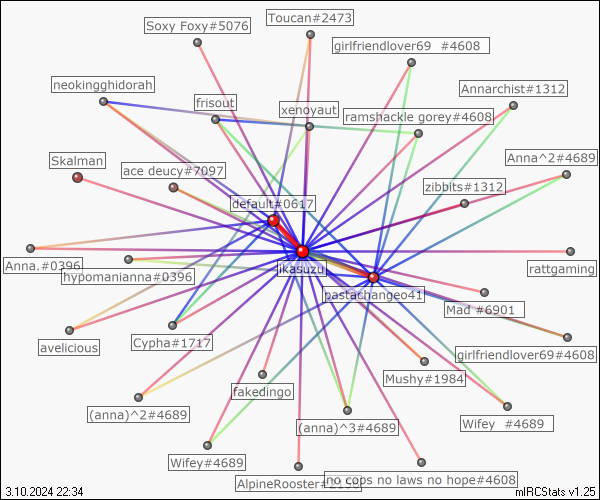 Toucan#2473
Soxy Foxy#5076
girlfriendlover69 #4608
neokingghidorah
Annarchist#1312
frisout
xenoyaut
ramshackle gorey#4608
Skalman
ace deucy#7097
Anna^2#4689
zibbits#1312
default#0617
Anna.#0396
hypomanianna#0396
ikasuzu
rattgaming
pastachangeo41
Mad #6901
avelicious
Cypha#1717
girlfriendlover69#4608
Mushy#1984
fakedingo
(anna)^2#4689
(anna)^3#4689
Wifey #4689
Wifey#4689
no cops no laws no hope#4608
3.10.2024 22:34
mIRCStats v1.25